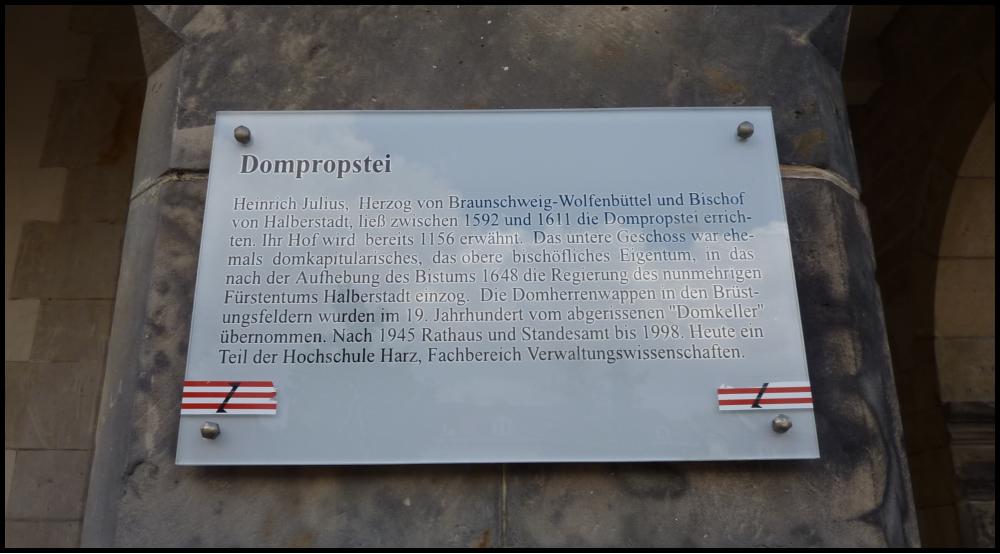 Dompropstei
Heinrich Julius, Herzog von Braunschweig-Wolfenbüttel und Bischof
von Halberstadt, ließ zwischen 1592 und 1611 die Dompropstei errich-
ten. Ihr Hof wird bereits 1156 erwähnt. Das untere Geschoss war ehe-
mals domkapitularisches, das obere bischöfliches Eigentum, in das
nach der Aufhebung des Bistums 1648 die Regierung des nunmehrigen
Fürstentums Halberstadt einzog. Die Domherrenwappen in den Brüst-
ungsfeldern wurden im 19. Jahrhundert vom abgerissenen "Domkeller"
übernommen. Nach 1945 Rathaus und Standesamt bis 1998. Heute ein
Teil der Hochschule Harz, Fachbereich Verwaltungswissenschaften.